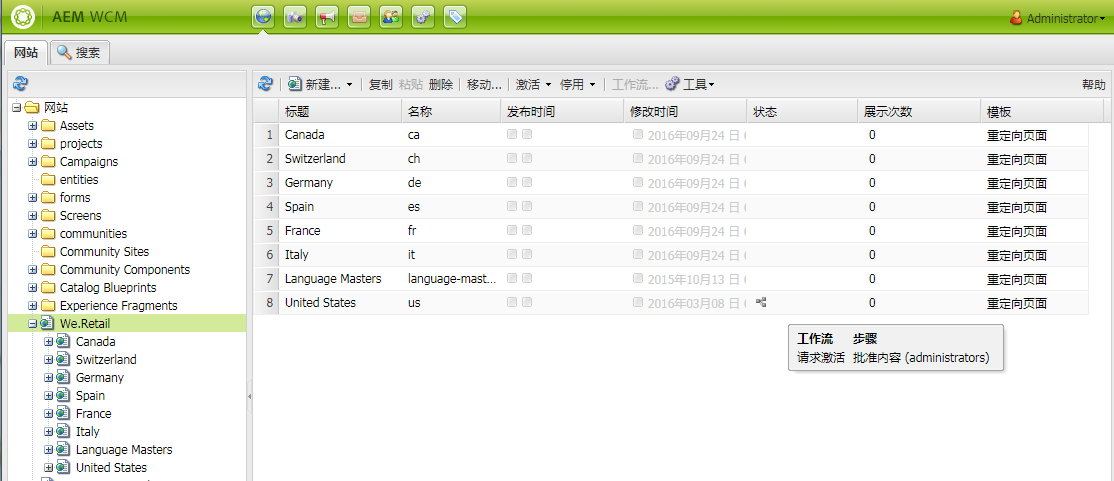 AEM WCM
Administrator
网站 搜索
新建... 复制 粘贴 删除 移动... 激活 停用 工作流... 工具 帮助
网站
Assets
projects
Campaigns
entities
forms
Screens
communities
Community Sites
Community Components
Catalog Blueprints
Experience Fragments
We.Retail
Canada
Switzerland
Germany
Spain
France
Italy
Language Masters
United States
标题 名称 发布时间 修改时间 状态 展示次数 模板
1 Canada ca 2016年09月24日 0 重定向页面
2 Switzerland ch 2016年09月24日 0 重定向页面
3 Germany de 2016年09月24日 0 重定向页面
4 Spain es 2016年09月24日 0 重定向页面
5 France fr 2016年09月24日 0 重定向页面
6 Italy it 2016年09月24日 0 重定向页面
7 Language Masters language-mast... 2015年10月13日 0 重定向页面
8 United States us 2016年03月08日 0 重定向页面
工作流 步骤
请求激活 批准内容 (administrators)